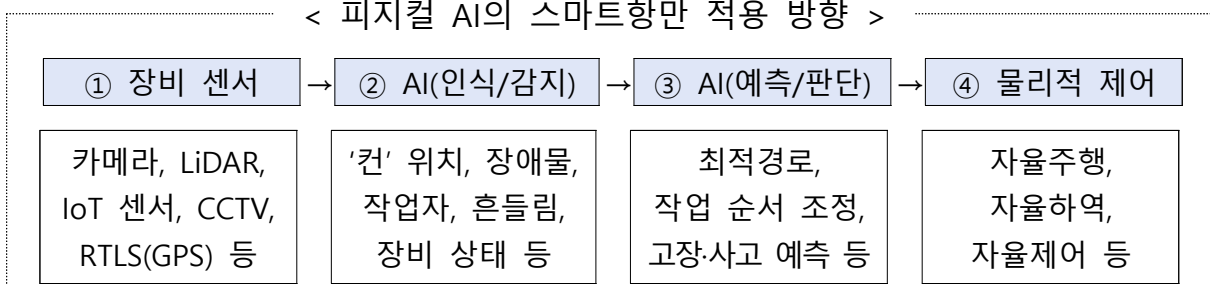 < 피지컬 AI의 스마트항만 적용 방향 >
① 장비 센서 → ② AI(인식/감지) → ③ AI(예측/판단) → ④ 물리적 제어
카메라, LiDAR,
IoT 센서, CCTV,
RTLS(GPS) 등
‘컨’ 위치, 장애물,
작업자, 흔들림,
장비 상태 등
최적경로,
작업 순서 조정,
고장·사고 예측 등
자율주행,
자율하역,
자율제어 등